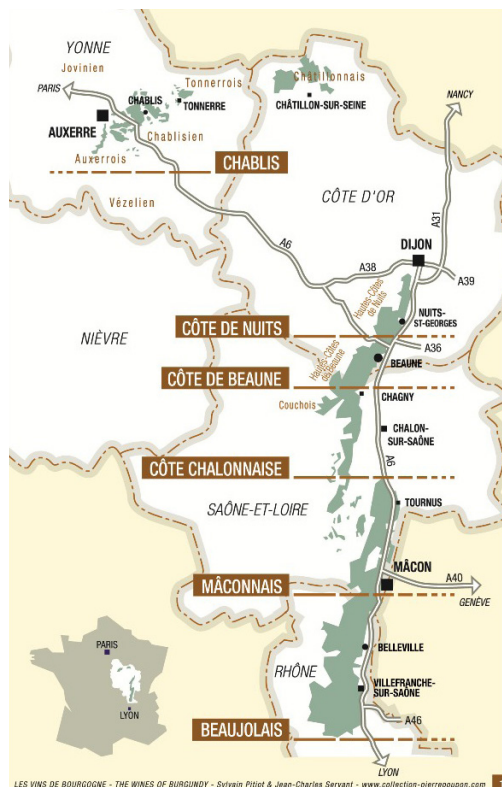 YONNE
Jovinien
PARIS
CHABLIS
Tonnerrois
TONNERRE
Châtillonnais
CHÂTILLON-SUR-SEINE
NANCY
AUXERRE
Chablisien
Auxerrois
CHABLIS
Vézelien
CÔTE D'OR
A31
A6
DIJON
A38
A39
Hautes-Côtes
de Nuits
NUITS-
ST-GEORGES
NIÈVRE
CÔTE DE NUITS
A36
Hautes-Côtes
de Beaune
BEAUNE
CÔTE DE BEAUNE
CHAGNY
Couchois
CHALON-
SUR-SAÔNE
A6
CÔTE CHALONNAISE
TOURNUS
SAÔNE-ET-LOIRE
MÂCON
A40
MÂCONNAIS
GENÈVE
PARIS
LYON
BELLEVILLE
RHÔNE
VILLEFRANCHE-
SUR-SAÔNE
A46
BEAUJOLAIS
LYON
LES VINS DE BOURGOGNE - THE WINES OF BURGUNDY - Sylvain Pitiot & Jean-Charles Servant - www.collection-pierrepoupon.com